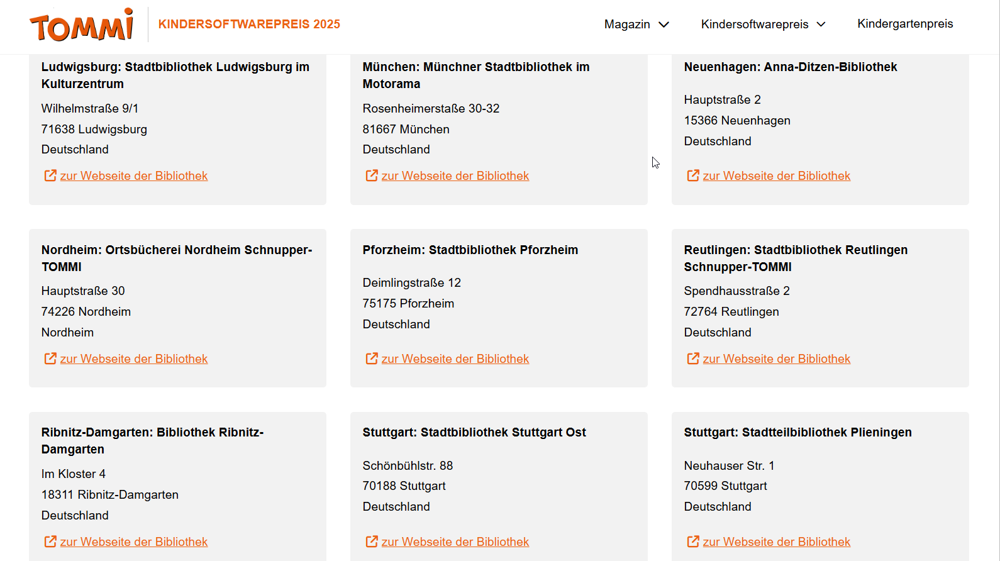 TOMMI
KINDERSOFTWAREPREIS 2025
Magazin
Kindersoftwarepreis
Kindergartenpreis
Ludwigsburg: Stadtbibliothek Ludwigsburg im
Kulturzentrum
Wilhelmstraße 9/1
71638 Ludwigsburg
Deutschland
zur Webseite der Bibliothek
München: Münchner Stadtbibliothek im
Motorama
Rosenheimerstaße 30-32
81667 München
Deutschland
zur Webseite der Bibliothek
Neuenhagen: Anna-Ditzen-Bibliothek
Hauptstraße 2
15366 Neuenhagen
Deutschland
zur Webseite der Bibliothek
Nordheim: Ortsbücherei Nordheim Schnupper-
TOMMI
Hauptstraße 30
74226 Nordheim
Nordheim
zur Webseite der Bibliothek
Pforzheim: Stadtbibliothek Pforzheim
Deimlingstraße 12
75175 Pforzheim
Deutschland
zur Webseite der Bibliothek
Reutlingen: Stadtbibliothek Reutlingen
Schnupper-TOMMI
Spendhausstraße 2
72764 Reutlingen
Deutschland
zur Webseite der Bibliothek
Ribnitz-Damgarten: Bibliothek Ribnitz-
Damgarten
Im Kloster 4
18311 Ribnitz-Damgarten
Deutschland
zur Webseite der Bibliothek
Stuttgart: Stadtbibliothek Stuttgart Ost
Schönbühlstr. 88
70188 Stuttgart
Deutschland
zur Webseite der Bibliothek
Stuttgart: Stadtteilbibliothek Plieningen
Neuhauser Str. 1
70599 Stuttgart
Deutschland
zur Webseite der Bibliothek